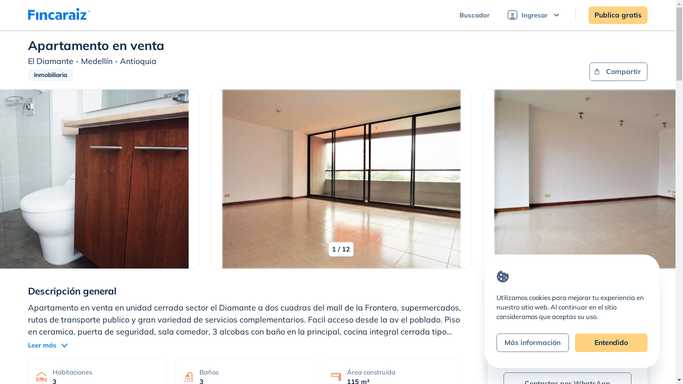 Fincaraiz
Buscador
Ingresar
Publica gratis
Apartamento en venta
El Diamante - Medellín - Antioquia
Inmobiliaria
Compartir
1 / 12
Descripción general
Apartamento en venta en unidad cerrada sector el Diamante a dos cuadras del mall de la Frontera, supermercados,
rutas de transporte publico y gran variedad de servicios complementarios. Facil acceso desde la av el poblado. Piso
en ceramica, puerta de seguridad, sala comedor, 3 alcobas con baño en la principal, cocina integral cerrada tipo...
Leer más
Habitaciones
3
Baños
3
Área construida
115 m²
Utilizamos cookies para mejorar tu experiencia en
nuestro sitio web. Al continuar en el sitio
consideramos que aceptas su uso.
Más información
Entendido
Contactar por WhatsApp